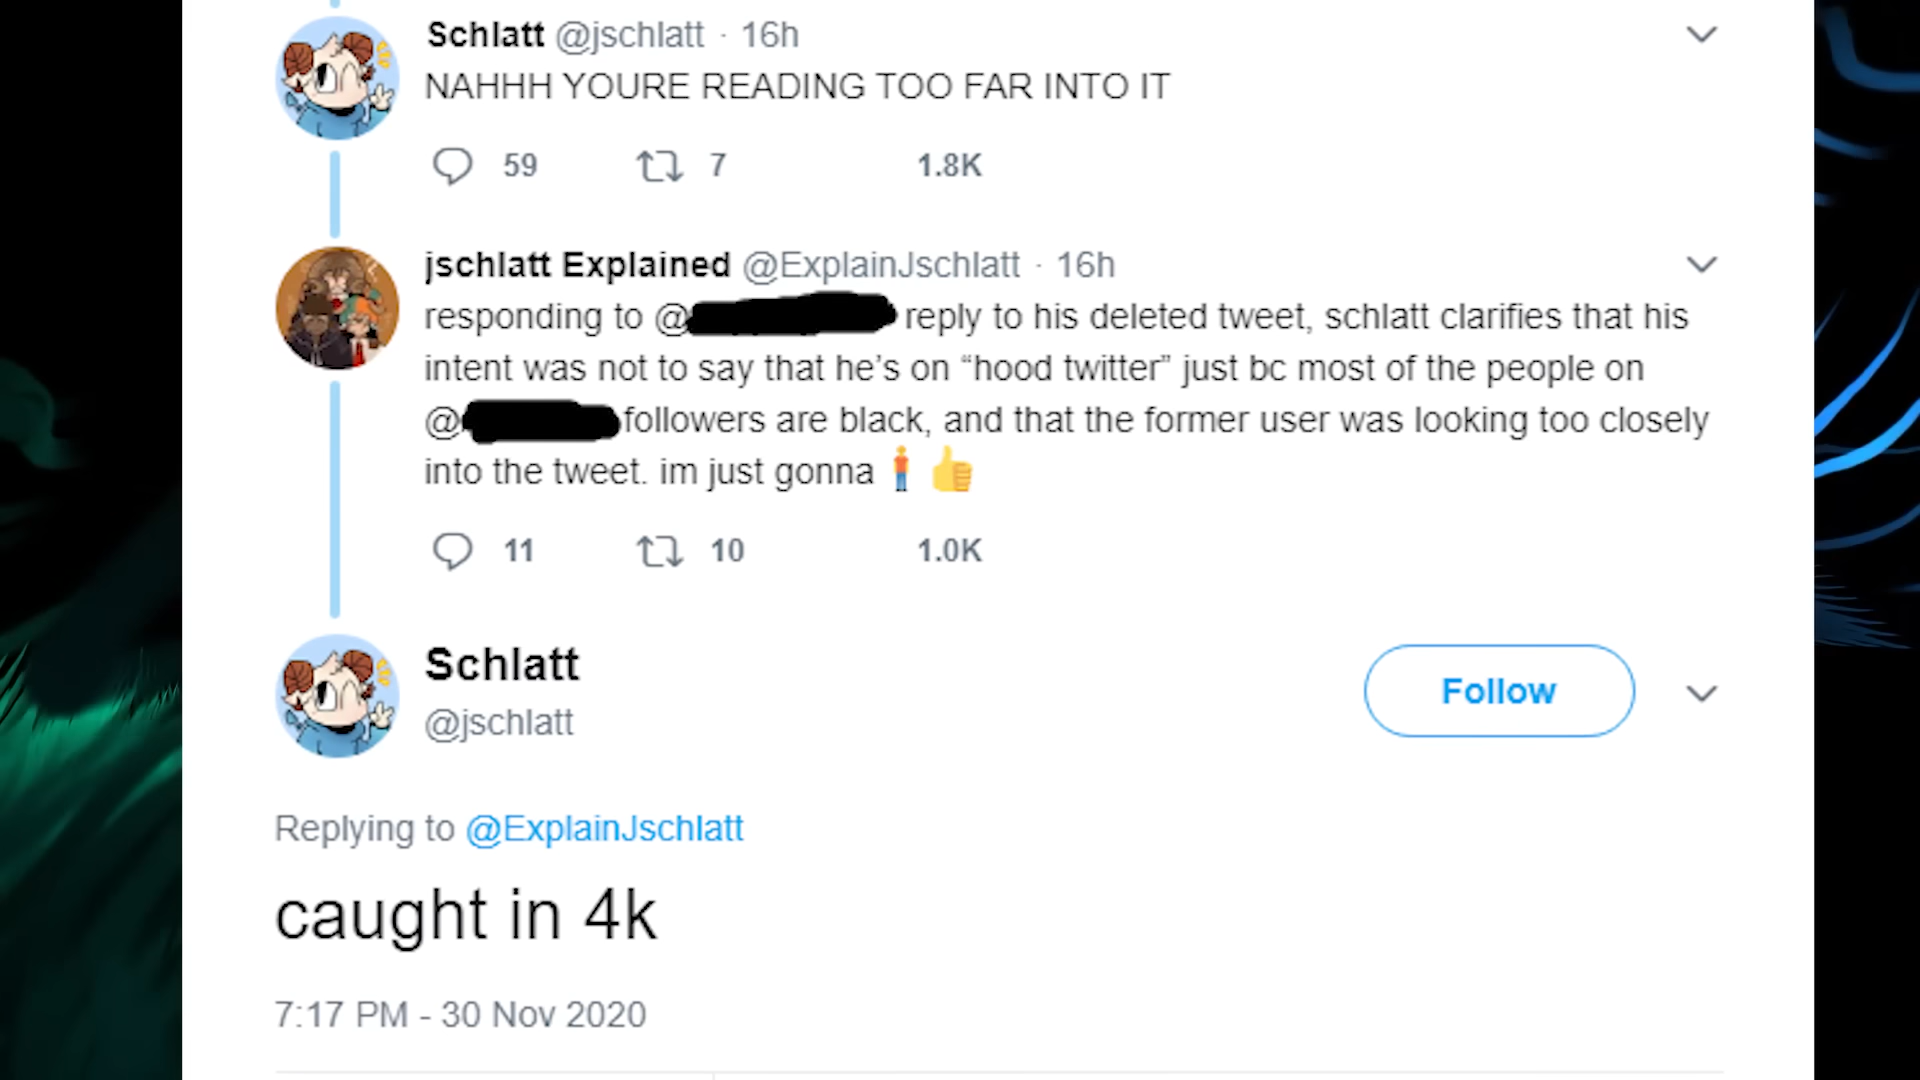 Schlatt @jschlatt · 16h
NAHHH YOURE READING TOO FAR INTO IT
59 7 1.8K
jschlatt Explained @ExplainJschlatt · 16h
responding to @ reply to his deleted tweet, schlatt clarifies that his
intent was not to say that he's on “hood twitter” just bc most of the people on
@ followers are black, and that the former user was looking too closely
into the tweet. im just gonna 🧍👍
11 10 1.0K
Schlatt
@jschlatt
Follow
Replying to @ExplainJschlatt
caught in 4k
7:17 PM - 30 Nov 2020